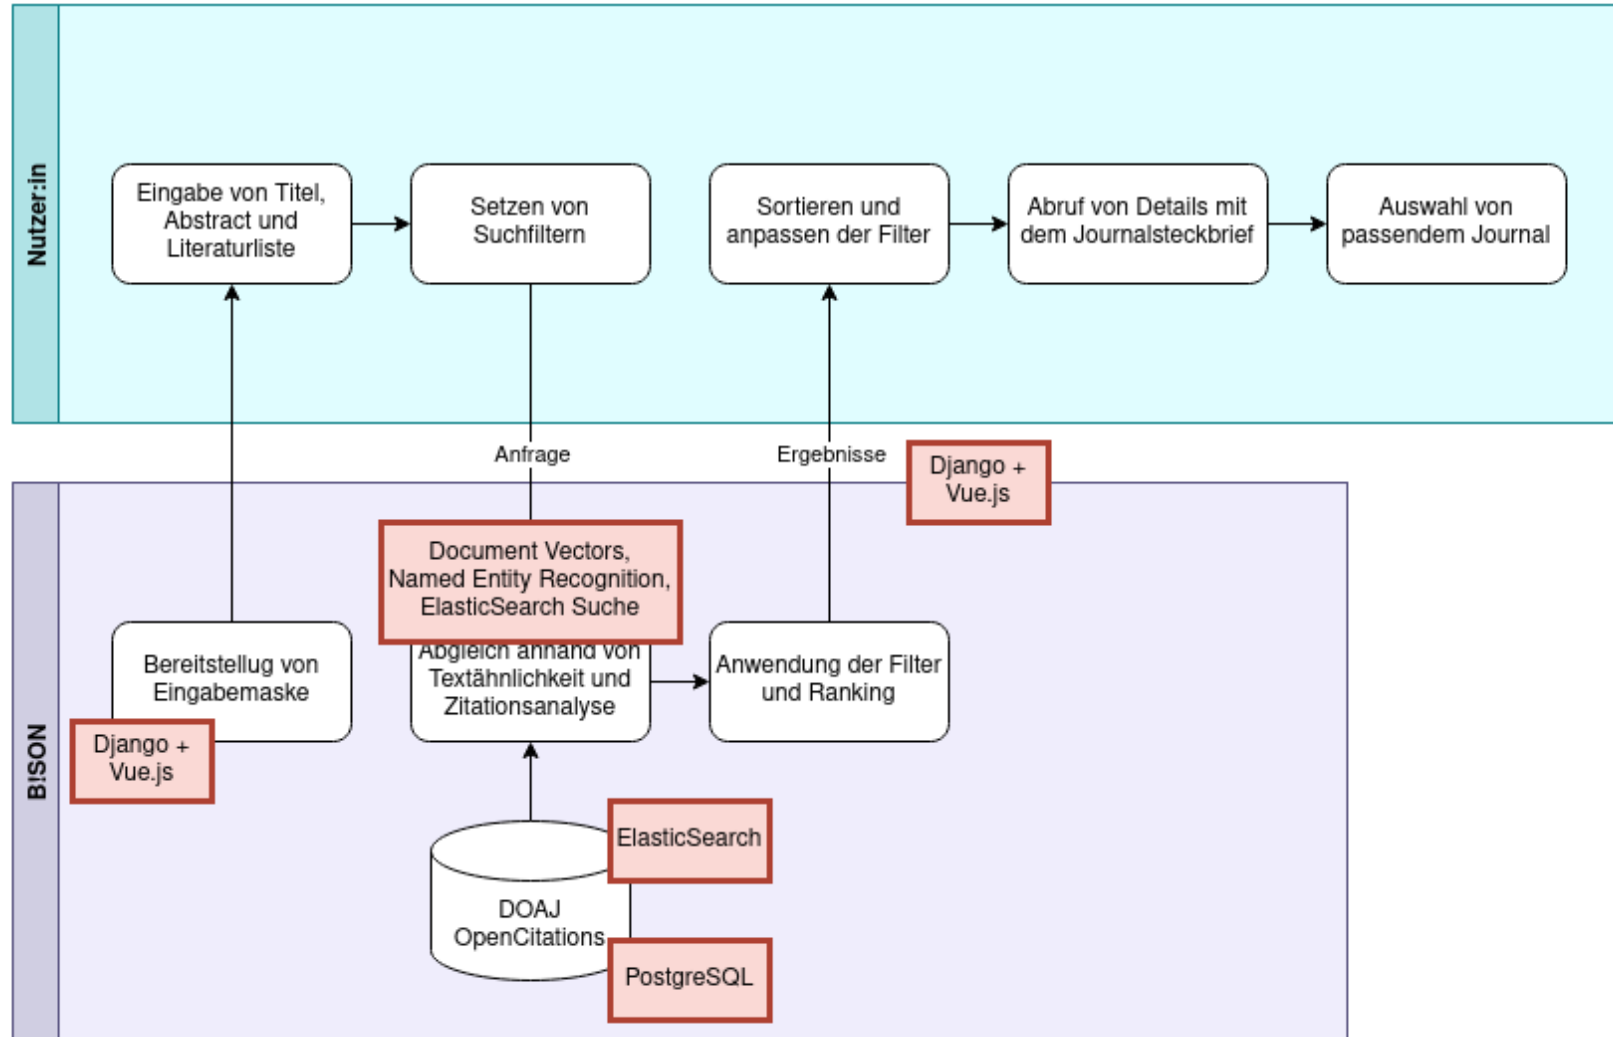 Nutzer:in
Eingabe von Titel,
Abstract und
Literaturliste
Setzen von
Suchfiltern
Sortieren und
anpassen der Filter
Abruf von Details mit
dem Journalsteckbrief
Auswahl von
passendem Journal
Anfrage
Ergebnisse
Django +
Vue.js
B!SON
Document Vectors,
Named Entity Recognition,
ElasticSearch Suche
Bereitstellug von
Eingabemaske
Django +
Vue.js
Abgleich anhand von
Textähnlichkeit und
Zitationsanalyse
Anwendung der Filter
und Ranking
ElasticSearch
DOAJ
OpenCitations
PostgreSQL